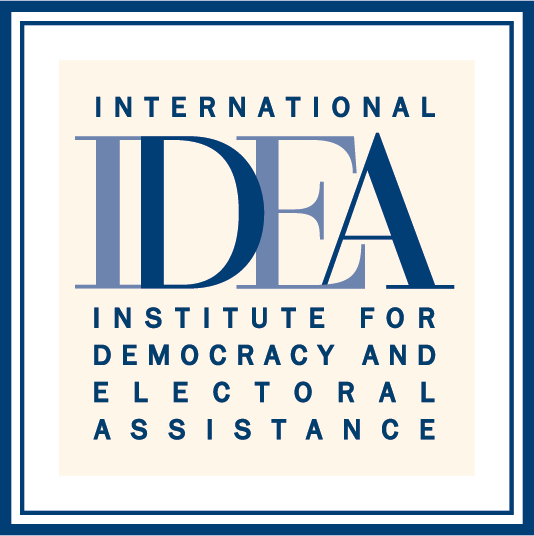 INTERNATIONAL
IDEA
INSTITUTE FOR
DEMOCRACY AND
ELECTORAL
ASSISTANCE